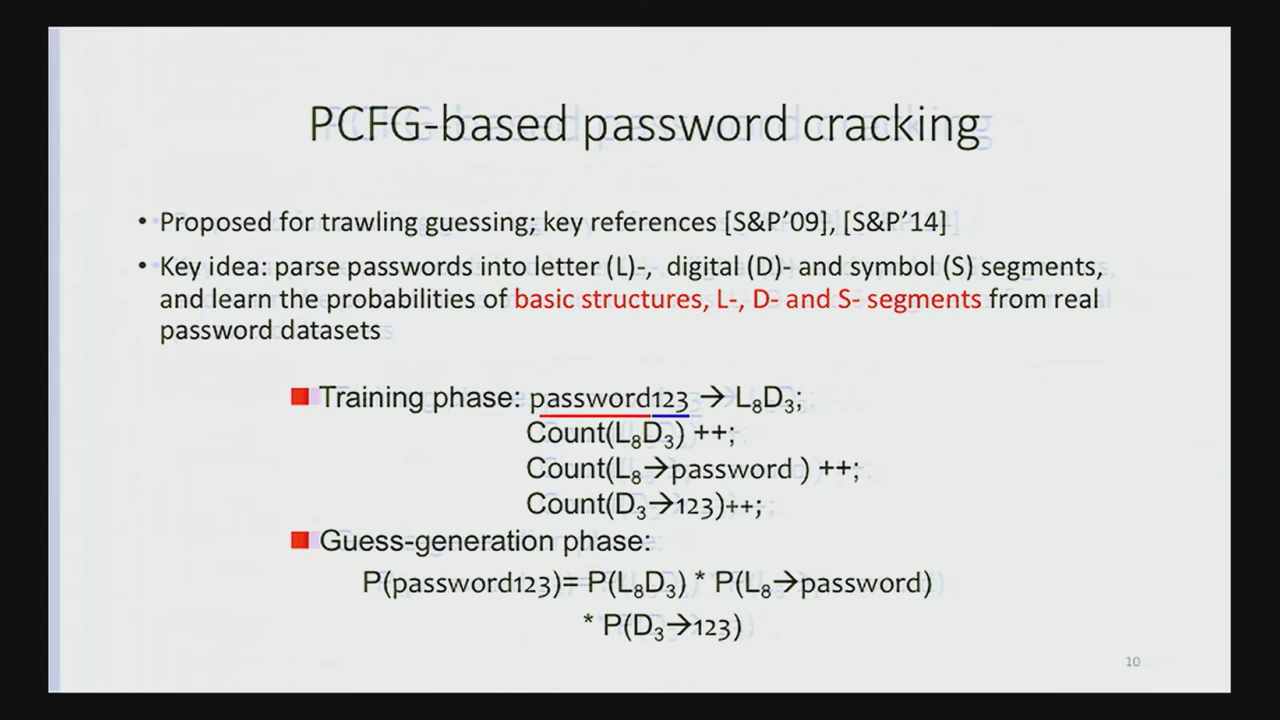 PCFG-based password cracking
• Proposed for trawling guessing; key references [S&P’09], [S&P’14]
• Key idea: parse passwords into letter (L)-, digital (D)- and symbol (S) segments,
and learn the probabilities of basic structures, L-, D- and S- segments from real
password datasets
Training phase: password123 → L₈D₃;
Count(L₈D₃) ++;
Count(L₈→password ) ++;
Count(D₃→123)++;
Guess-generation phase:
P(password123)= P(L₈D₃) * P(L₈→password)
* P(D₃→123)
10